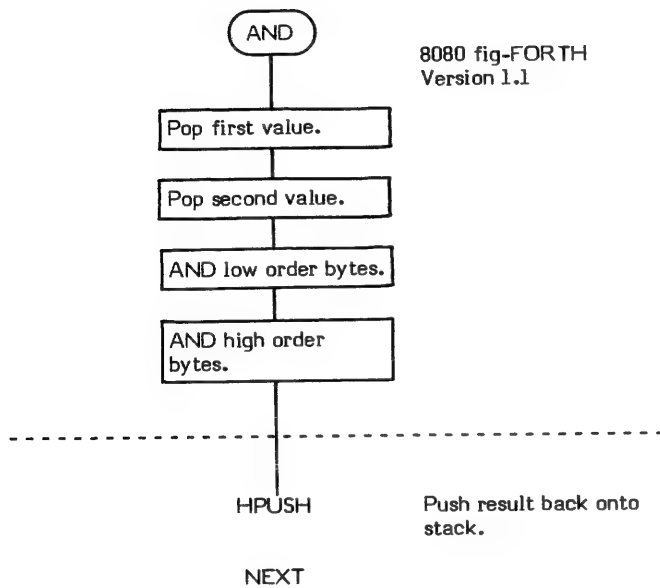 AND
8080 fig-FORTH
Version 1.1
Pop first value.
Pop second value.
AND low order bytes.
AND high order
bytes.
HPUSH
Push result back onto
stack.
NEXT